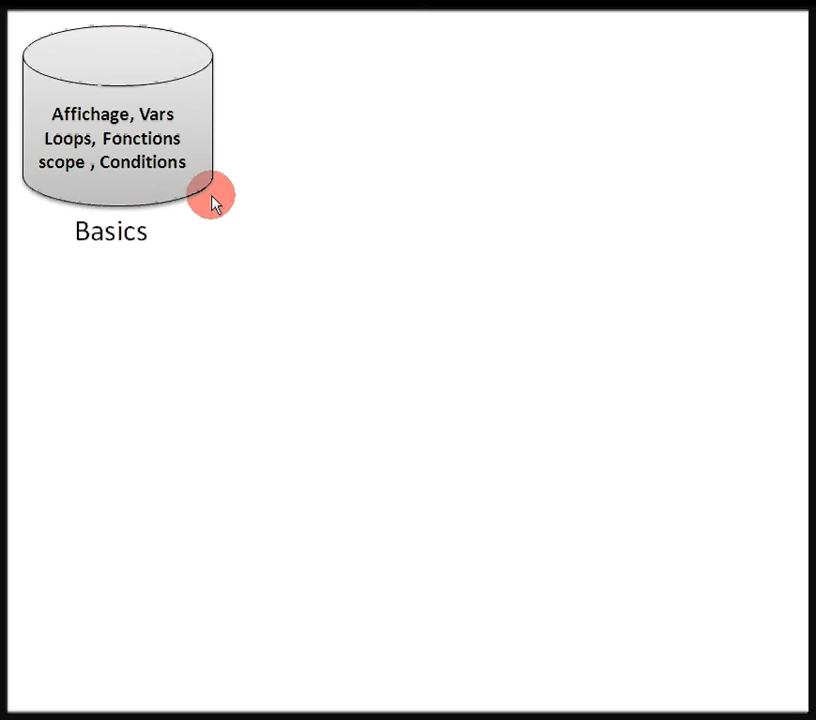 Affichage, Vars
Loops, Fonctions
scope , Conditions
Basics